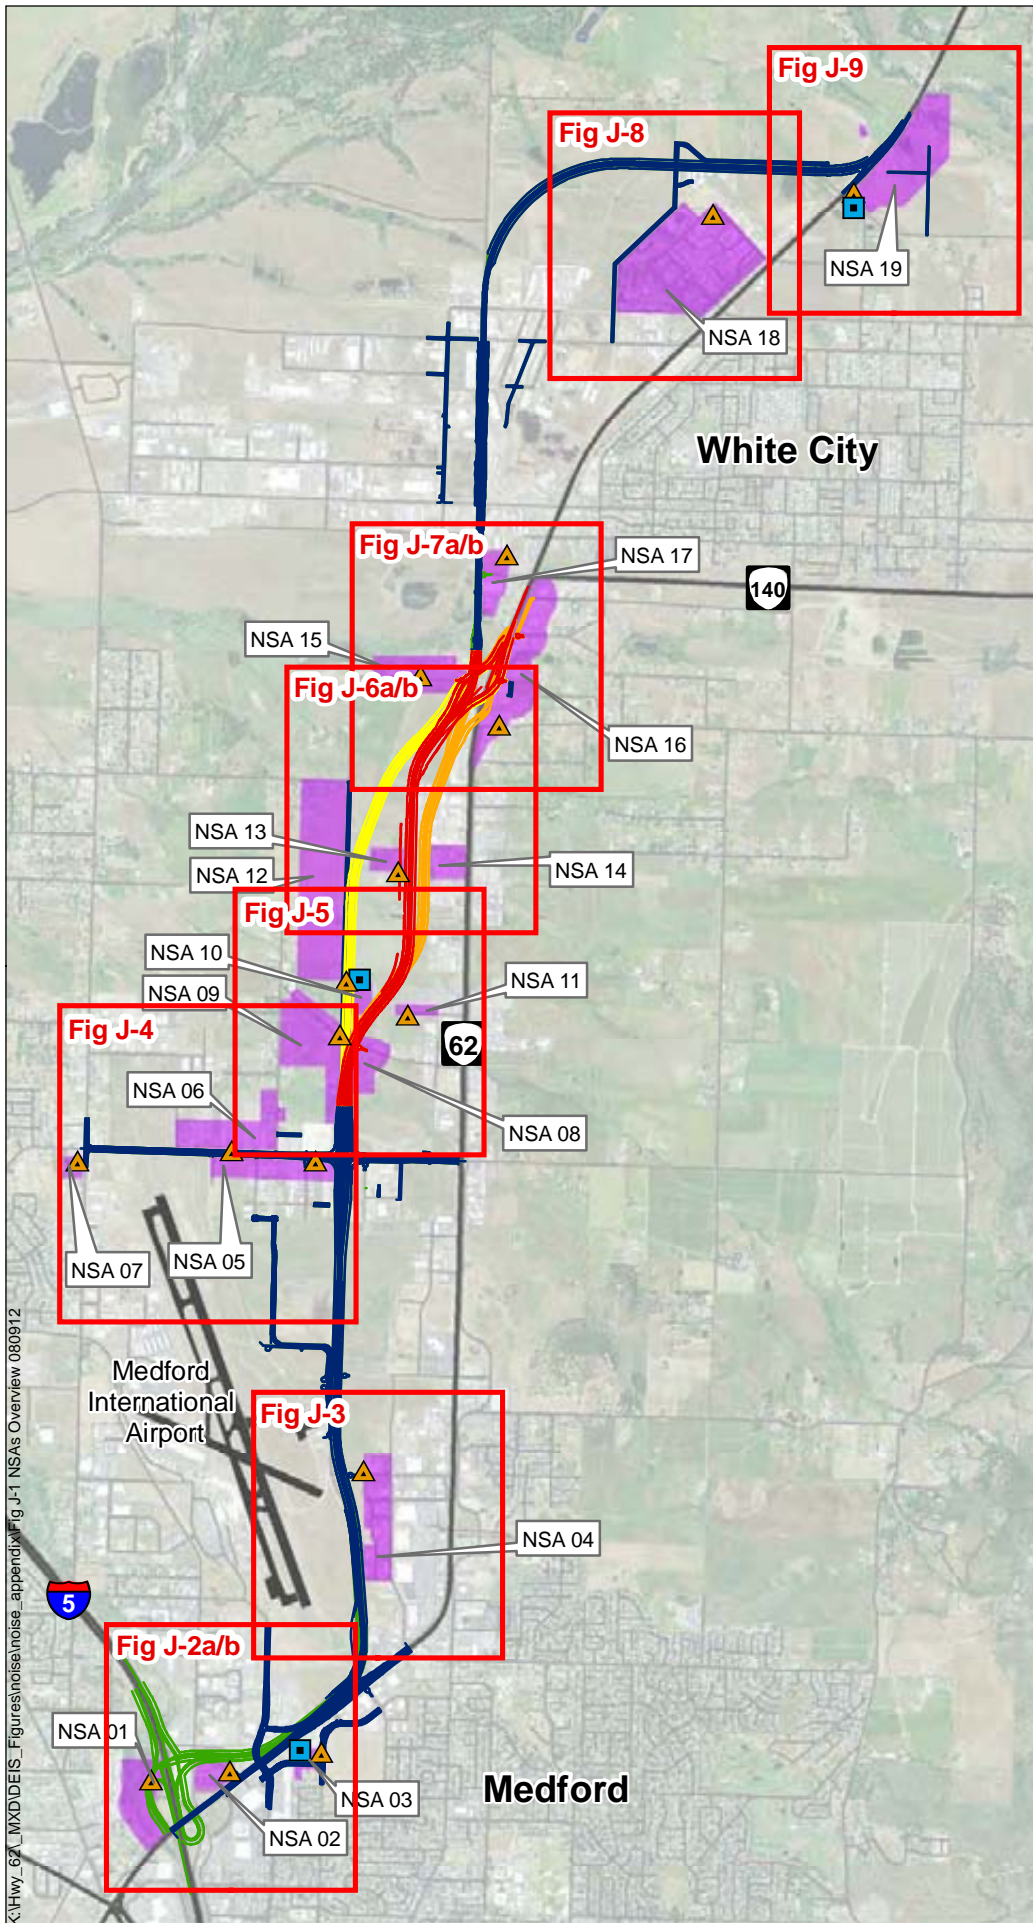 Fig J-9
Fig J-8
NSA 19
NSA 18
White City
Fig J-7a/b
NSA 17
140
NSA 15
Fig J-6a/b
NSA 16
NSA 13
NSA 14
NSA 12
Fig J-5
NSA 10
NSA 11
NSA 09
Fig J-4
62
NSA 06
NSA 08
NSA 05
NSA 07
Medford
International
Airport
Fig J-3
NSA 04
5
Fig J-2a/b
NSA 01
Medford
NSA 03
NSA 02
K:\Hwy_62\_MXD\DEIS_Figures\noise\noise_appendix\Fig J-1 NSAs Overview 080912